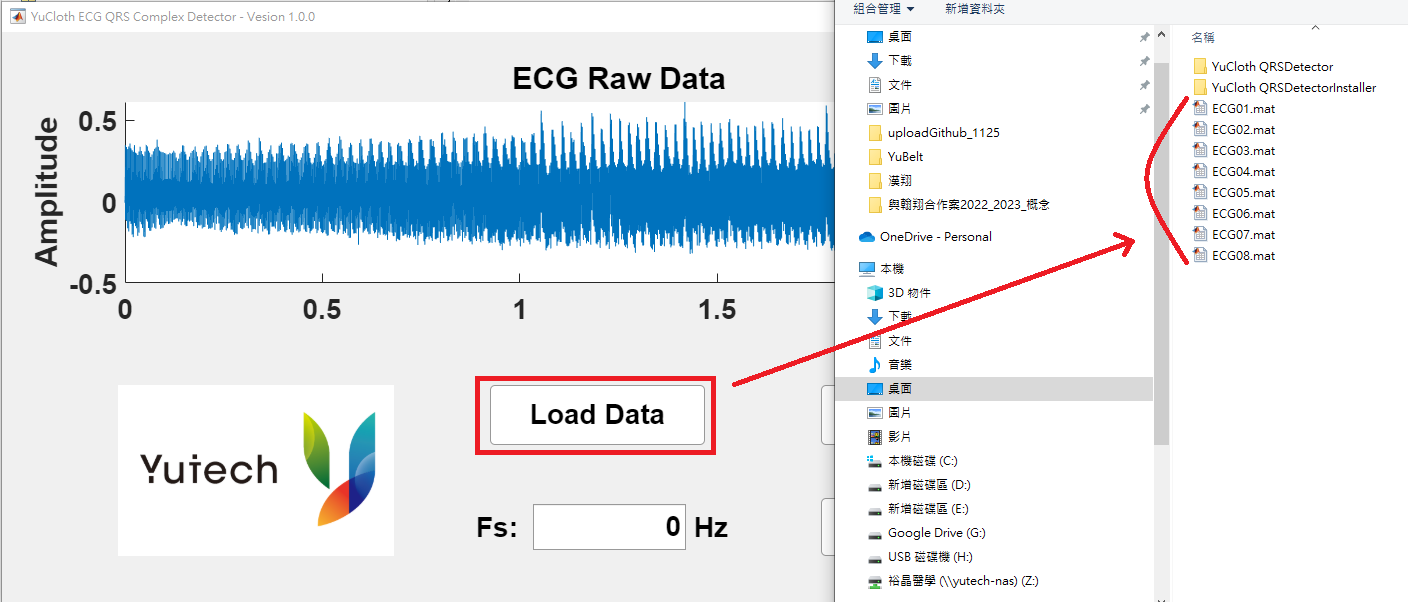 YuCloth ECG QRS Complex Detector - Vesion 1.0.0
ECG Raw Data
Amplitude
0.5
0
-0.5
0
0.5
1
1.5
Load Data
Yutech
Fs:
0
Hz
組合管理
新增資料夾
桌面
下載
文件
圖片
uploadGithub_1125
YuBelt
漢翔
與翰翔合作案2022_2023_概念
OneDrive - Personal
本機
3D 物件
下載
文件
音樂
桌面
圖片
影片
本機磁碟 (C:)
新增磁碟區 (D:)
新增磁碟區 (E:)
Google Drive (G:)
USB 磁碟機 (H:)
裕晶醫學 (\\yutech-nas) (Z:)
名稱
YuCloth QRSDetector
YuCloth QRSDetectorInstaller
ECG01.mat
ECG02.mat
ECG03.mat
ECG04.mat
ECG05.mat
ECG06.mat
ECG07.mat
ECG08.mat